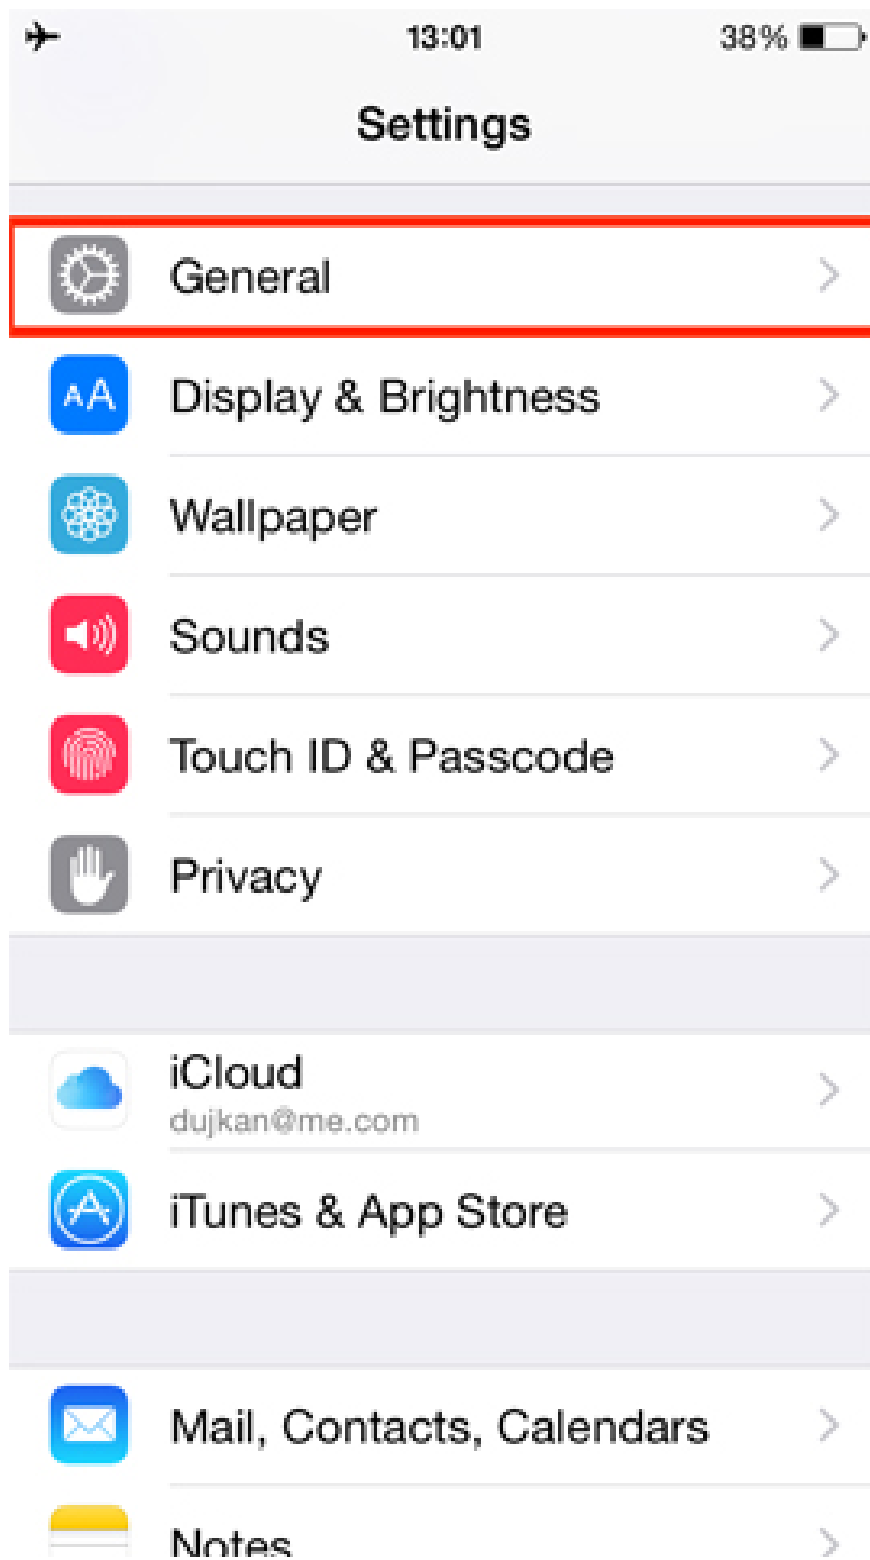 13:01 38%
Settings
General
AA Display & Brightness
Wallpaper
Sounds
Touch ID & Passcode
Privacy
iCloud
dujkan@me.com
iTunes & App Store
Mail, Contacts, Calendars
Notes